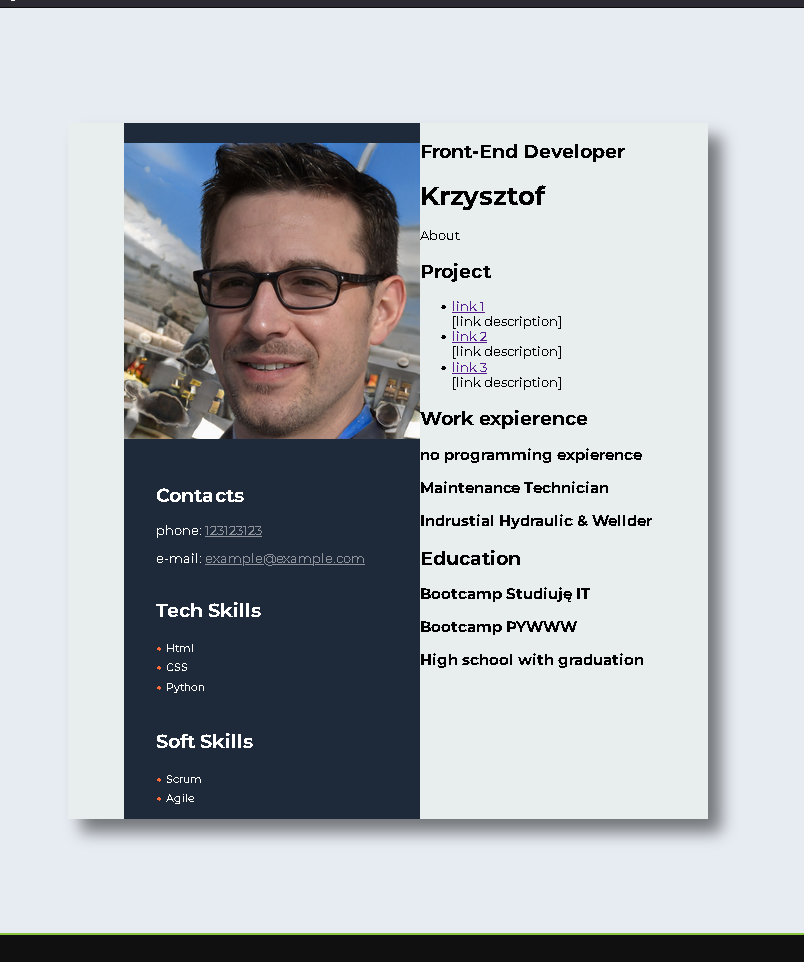 Contacts
phone: 123123123
e-mail: example@example.com
Tech Skills
Html
CSS
Python
Soft Skills
Scrum
Agile
Front-End Developer
Krzysztof
About
Project
link 1
[link description]
link 2
[link description]
link 3
[link description]
Work expierence
no programming expierence
Maintenance Technician
Indrustial Hydraulic & Wellder
Education
Bootcamp Studiuję IT
Bootcamp PYWWW
High school with graduation